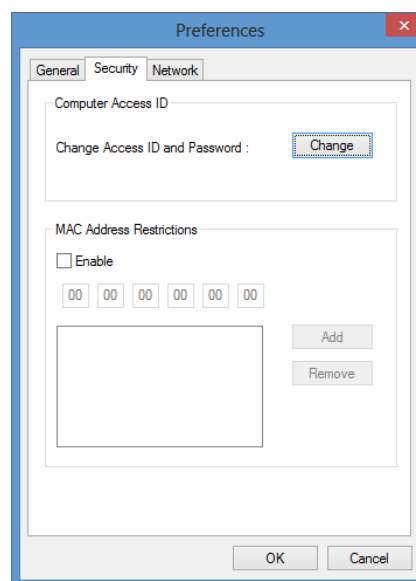 Preferences
General Security Network
Computer Access ID
Change Access ID and Password : Change
MAC Address Restrictions
Enable
00 00 00 00 00 00
Add
Remove
OK Cancel